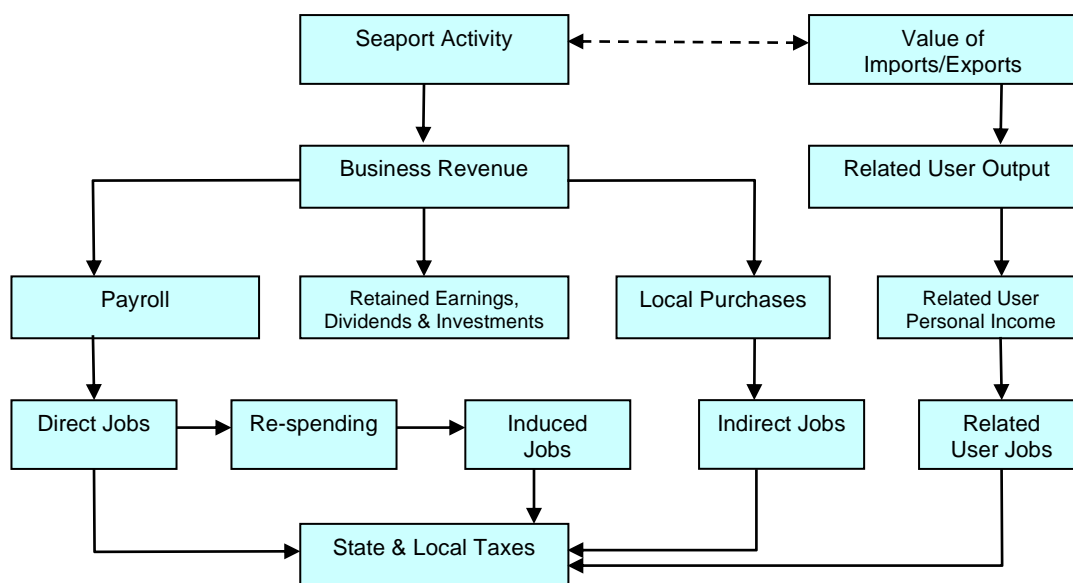 Seaport Activity
Value of
Imports/Exports
Business Revenue
Related User Output
Payroll
Retained Earnings,
Dividends & Investments
Local Purchases
Related User
Personal Income
Direct Jobs
Re-spending
Induced
Jobs
Indirect Jobs
Related
User Jobs
State & Local Taxes